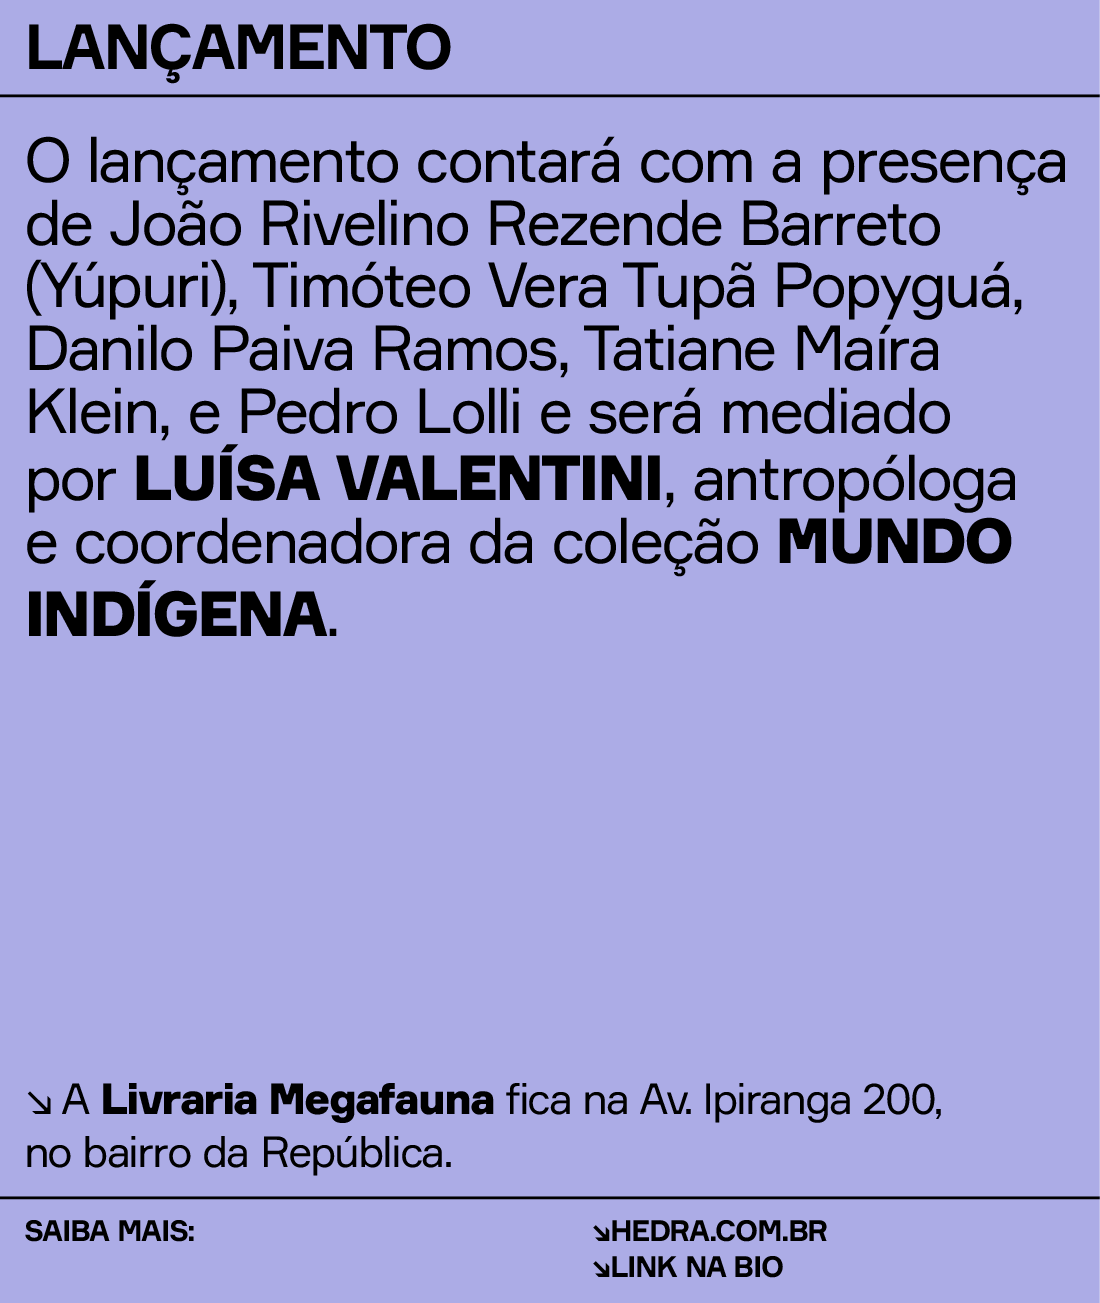 LANÇAMENTO
O lançamento contará com a presença
de João Rivelino Rezende Barreto
(Yúpuri), Timóteo Vera Tupã Popyguá,
Danilo Paiva Ramos, Tatiane Maíra
Klein, e Pedro Lolli e será mediado
por LUÍSA VALENTINI, antropóloga
e coordenadora da coleção MUNDO
INDÍGENA.
↘ A Livraria Megafauna fica na Av. Ipiranga 200,
no bairro da República.
SAIBA MAIS:
↘HEDRA.COM.BR
↘LINK NA BIO